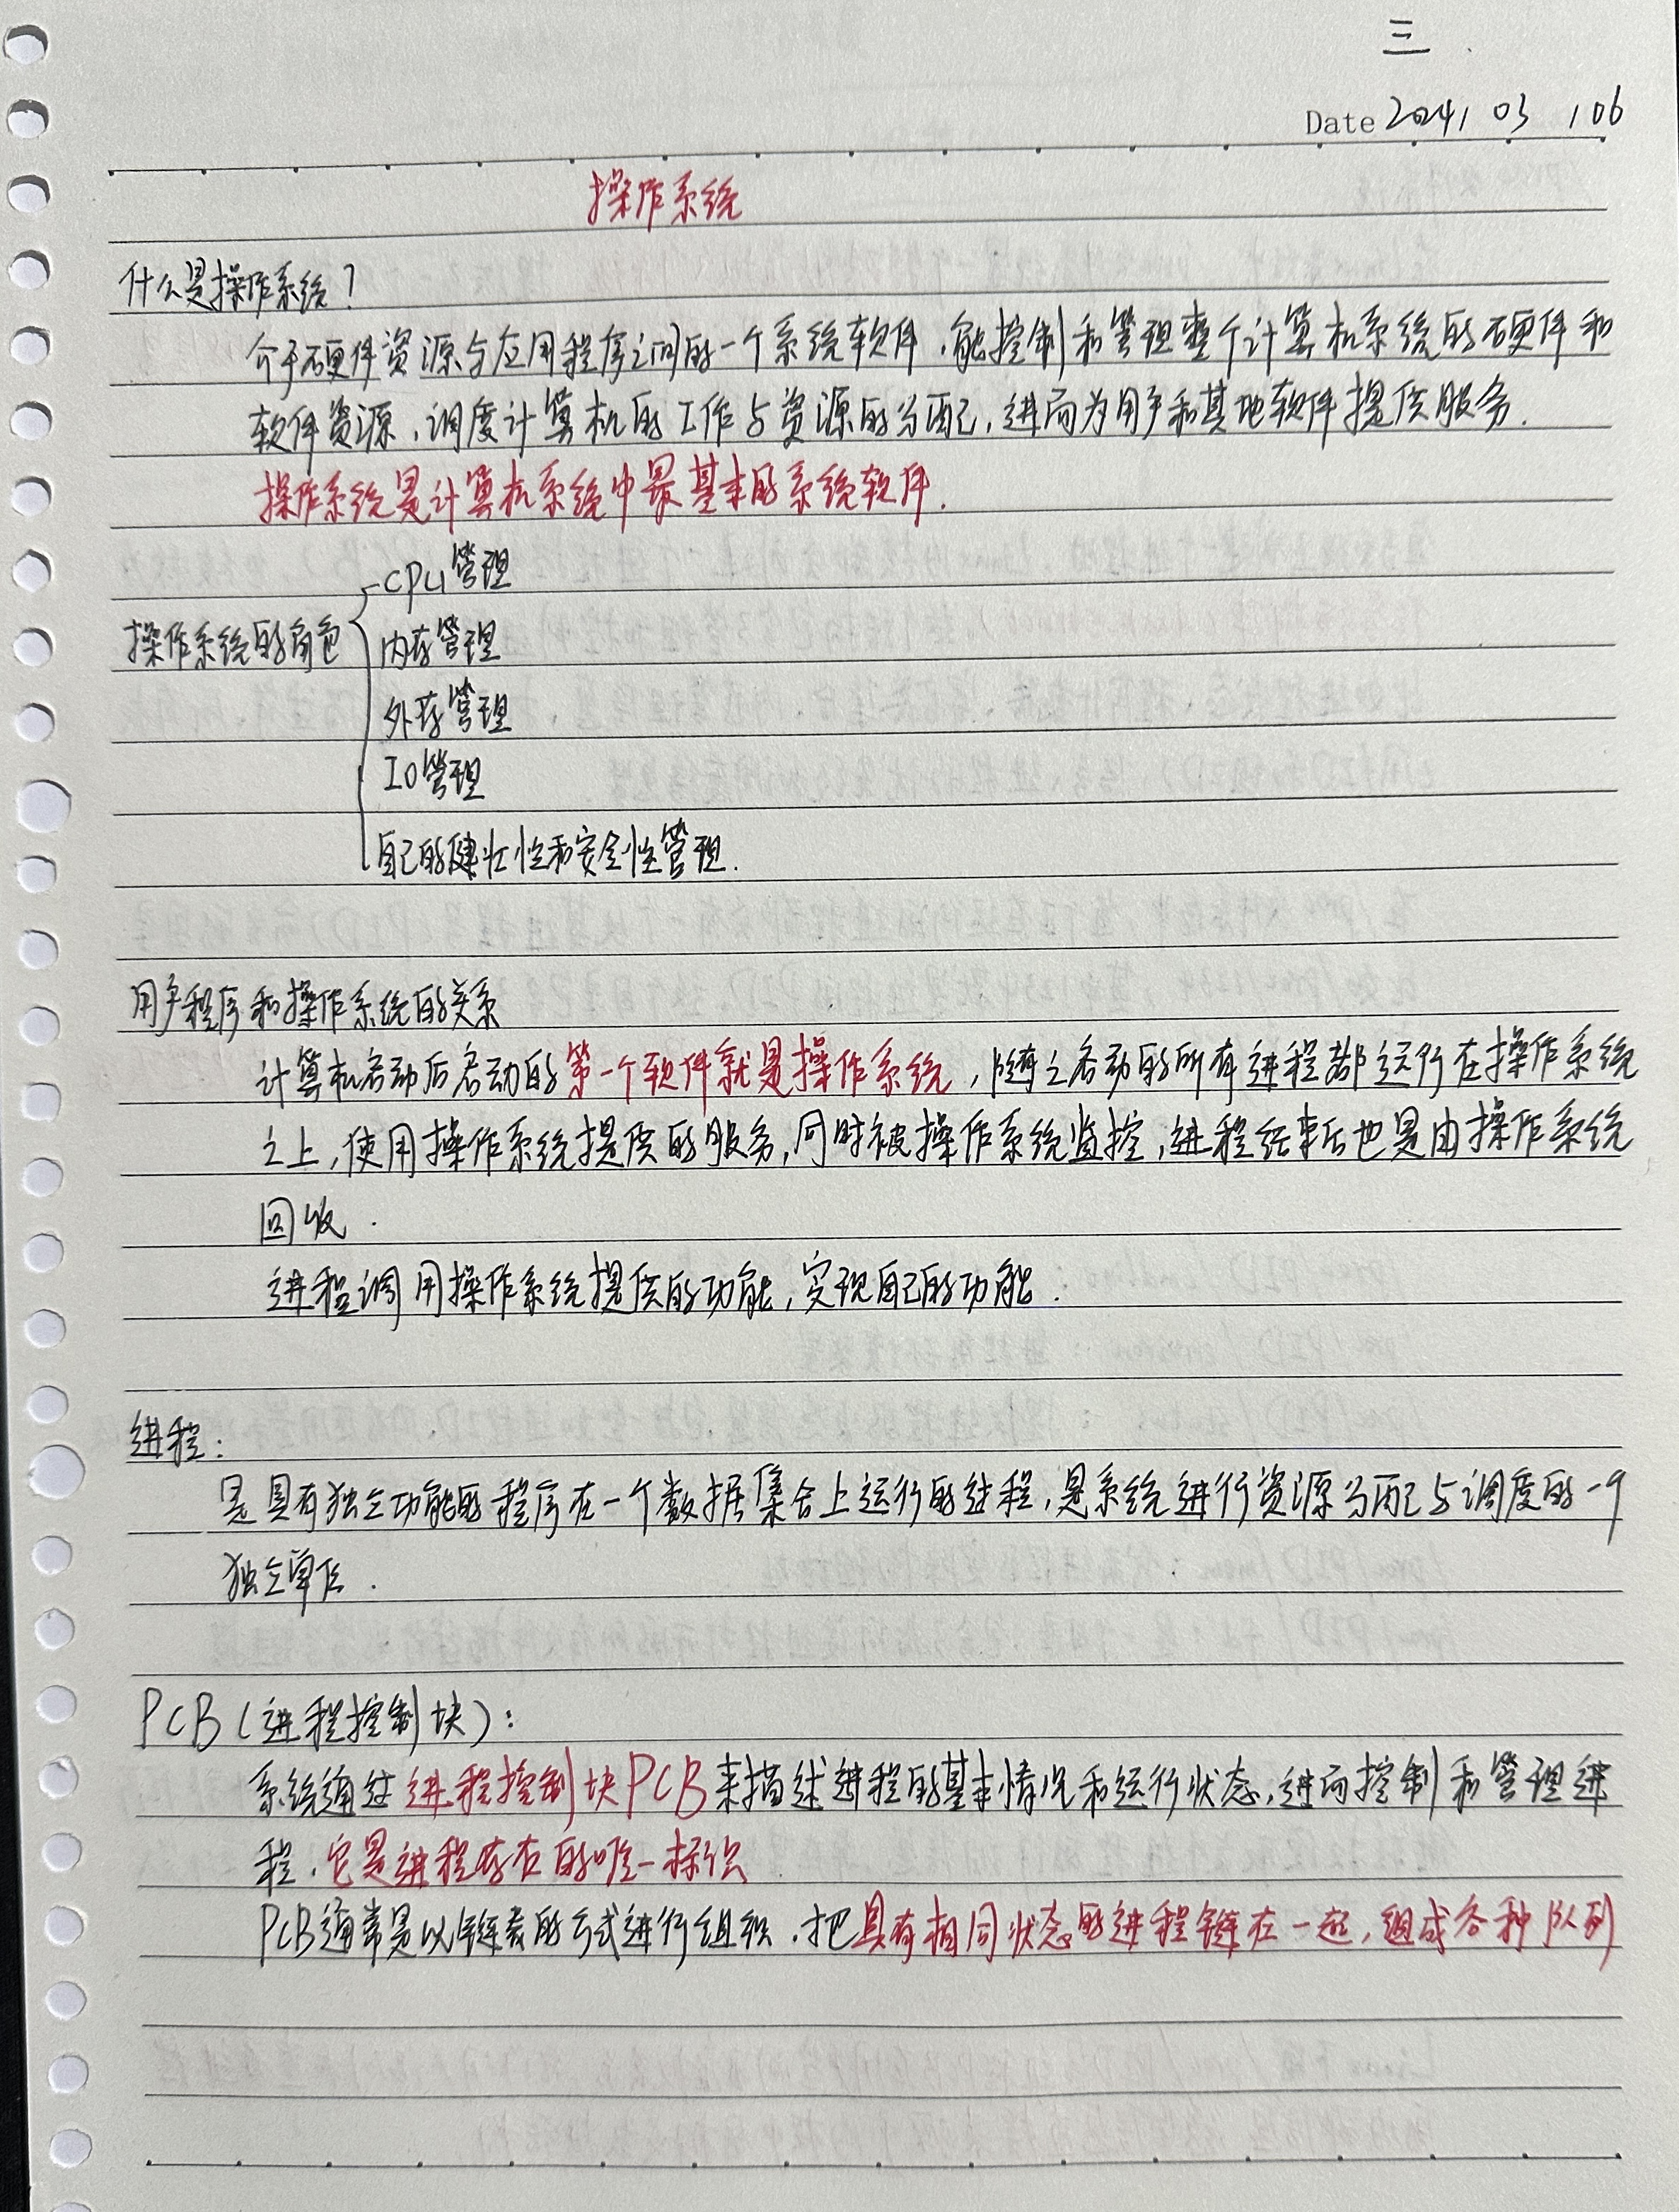 三
Date 2024/ 03 /06
操作系统
什么是操作系统?
介于硬件资源与应用程序之间的一个系统软件,能控制和管理整个计算机系统的硬件和
软件资源,调度计算机的工作与资源的分配,进而为用户和其他软件提供服务.
操作系统是计算机系统中最基本的系统软件.
CPU管理
操作系统的角色
内存管理
外存管理
IO管理
自己的健壮性和安全性管理.
用户程序和操作系统的关系
计算机启动后启动的第一个软件就是操作系统,随之启动的所有进程都运行在操作系统
之上,使用操作系统提供的服务,同时被操作系统监控,进程结束后也是由操作系统
回收.
进程调用操作系统提供的功能,实现自己的功能.
进程:
是具有独立功能的程序在一个数据集合上运行的过程,是系统进行资源分配与调度的一个
独立单位.
PCB(进程控制块):
系统通过进程控制块PCB来描述进程的基本情况和运行状态,进而控制和管理进
程,它是进程存在的唯一标识
PCB通常是以链表的方式进行组织,把具有相同状态的进程链在一起,组成各种队列